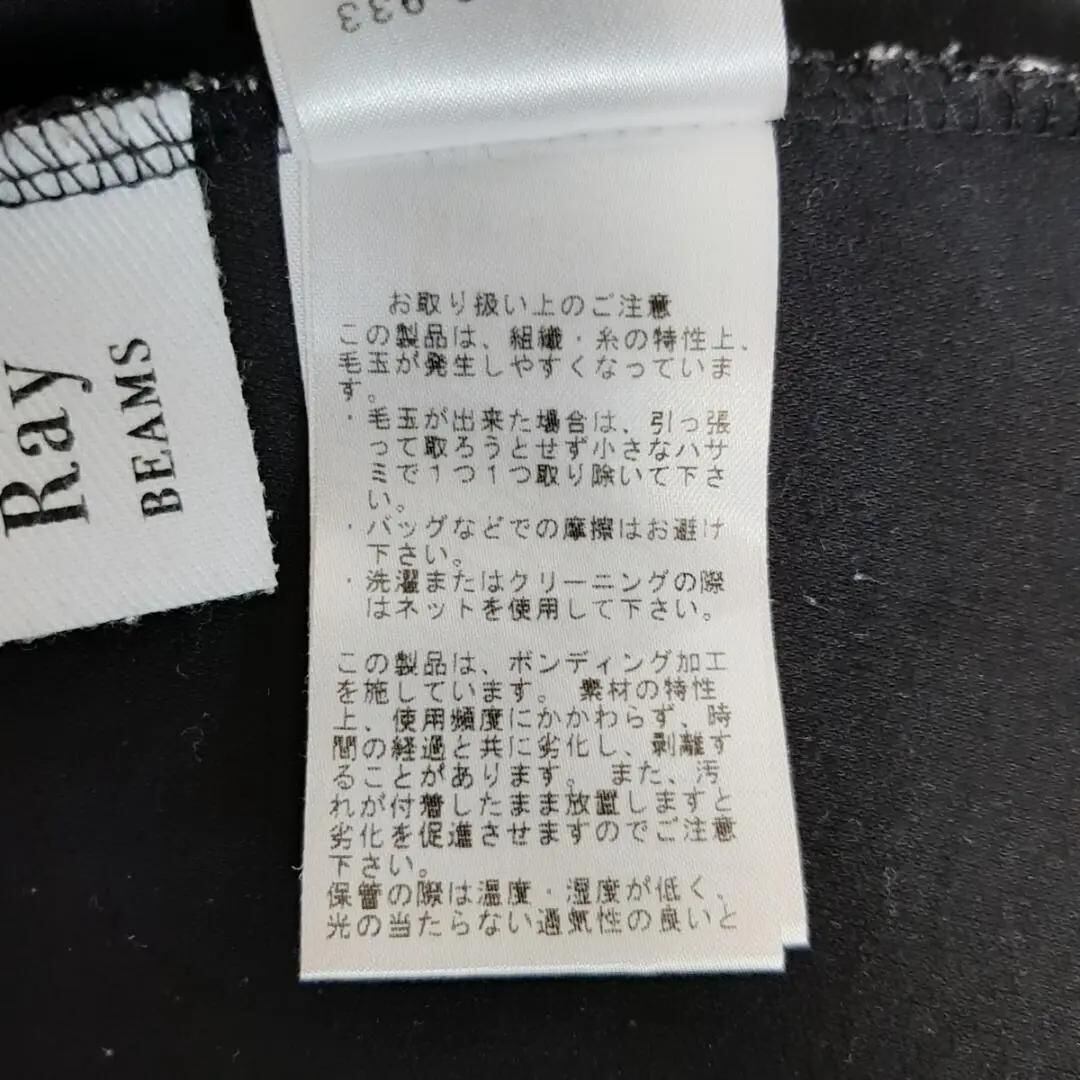 933
Ray
BEAMS
お取り扱い上のご注意
この製品は、組織・糸の特性上、
毛玉が発生しやすくなっていま
す。
・毛玉が出来た場合は、引っ張
って取ろうとせず小さなハサ
ミで1つ1つ取り除いて下さ
い。
・バッグなどでの摩擦はお避け
下さい。
・洗濯またはクリーニングの際
はネットを使用して下さい。
この製品は、ボンディング加工
を施しています。 素材の特性
上、使用頻度にかかわらず、時
間の経過と共に劣化し、剥離す
ることがあります。 また、汚
れが付着したまま放置しますと
劣化を促進させますのでご注意
下さい。
保管の際は温度・湿度が低く、
光の当たらない通気性の良いと